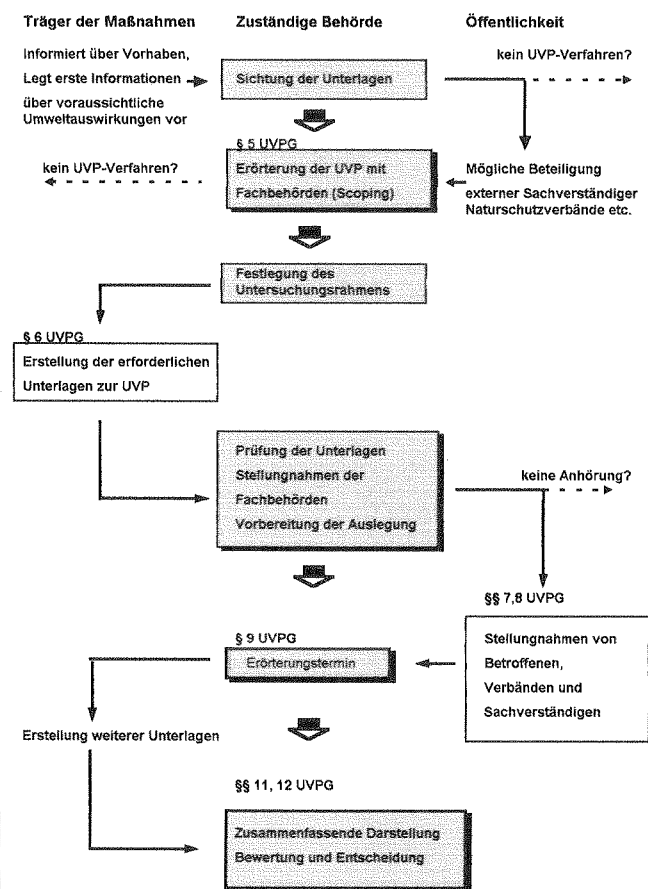 Träger der Maßnahmen
Zuständige Behörde
Öffentlichkeit
Informiert über Vorhaben,
Legt erste Informationen
über voraussichtliche
Umweltauswirkungen vor
Sichtung der Unterlagen
kein UVP-Verfahren?
§ 5 UVPG
kein UVP-Verfahren?
Erörterung der UVP mit
Fachbehörden (Scoping)
Mögliche Beteiligung
externer Sachverständiger
Naturschutzverbände etc.
Festlegung des
Untersuchungsrahmens
§ 6 UVPG
Erstellung der erforderlichen
Unterlagen zur UVP
Prüfung der Unterlagen
Stellungnahmen der
Fachbehörden
Vorbereitung der Auslegung
keine Anhörung?
§§ 7,8 UVPG
Stellungnahmen von
Betroffenen,
Verbänden und
Sachverständigen
§ 9 UVPG
Erörterungstermin
Erstellung weiterer Unterlagen
§§ 11, 12 UVPG
Zusammenfassende Darstellung
Bewertung und Entscheidung